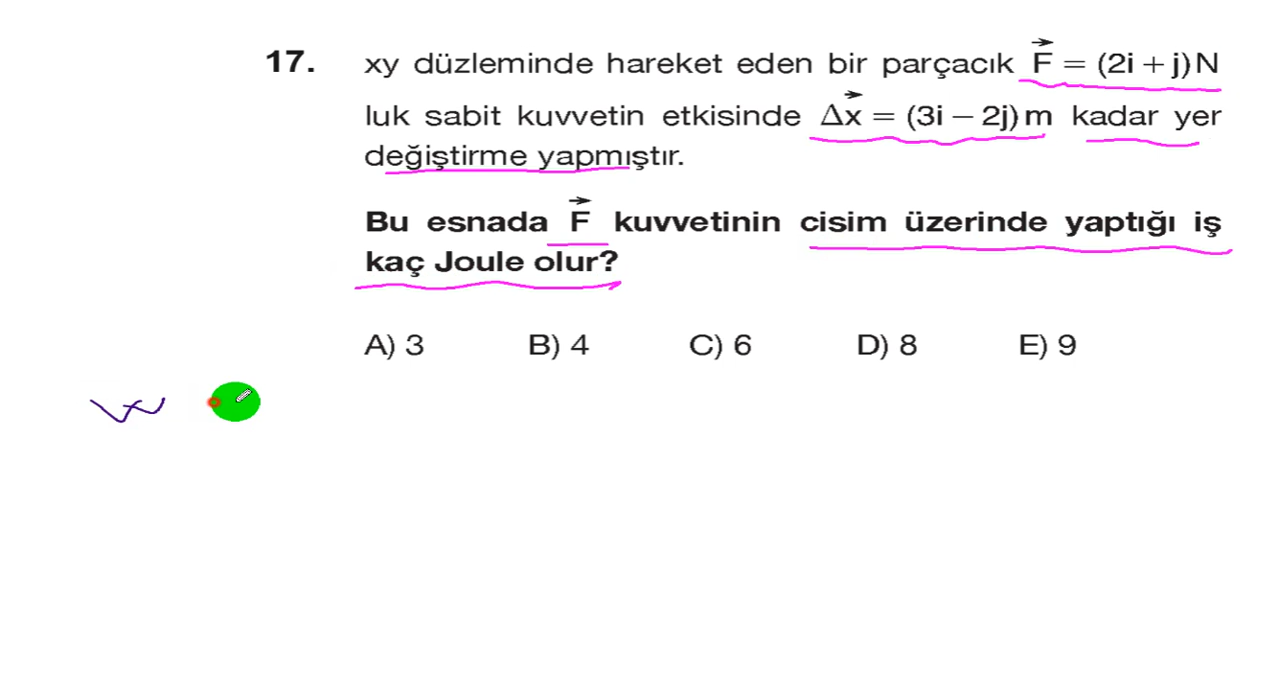 17. xy düzleminde hareket eden bir parçacık F⃗ = (2i + j) N
luk sabit kuvvetin etkisinde Δx⃗ = (3i – 2j) m kadar yer
değiştirme yapmıştır.
Bu esnada F⃗ kuvvetinin cisim üzerinde yaptığı iş
kaç Joule olur?
A) 3 B) 4 C) 6 D) 8 E) 9
W